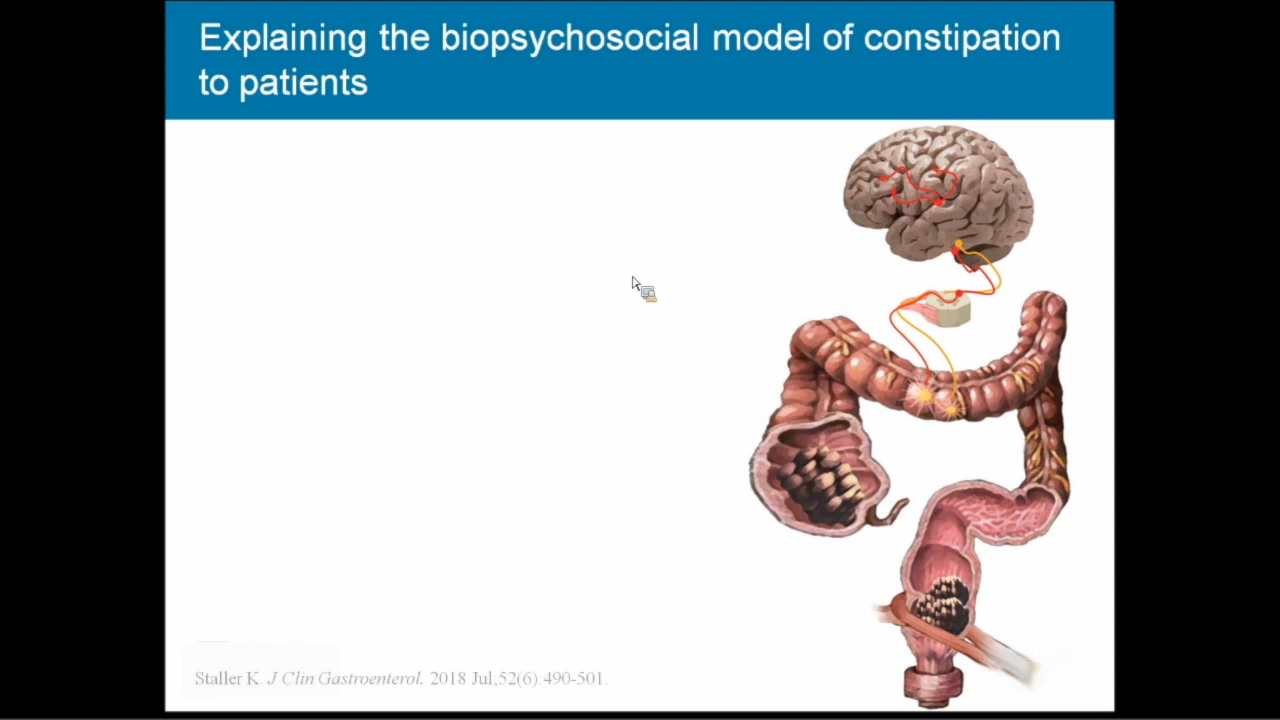 Explaining the biopsychosocial model of constipation
to patients
Staller K. J Clin Gastroenterol. 2018 Jul;52(6):490-501.